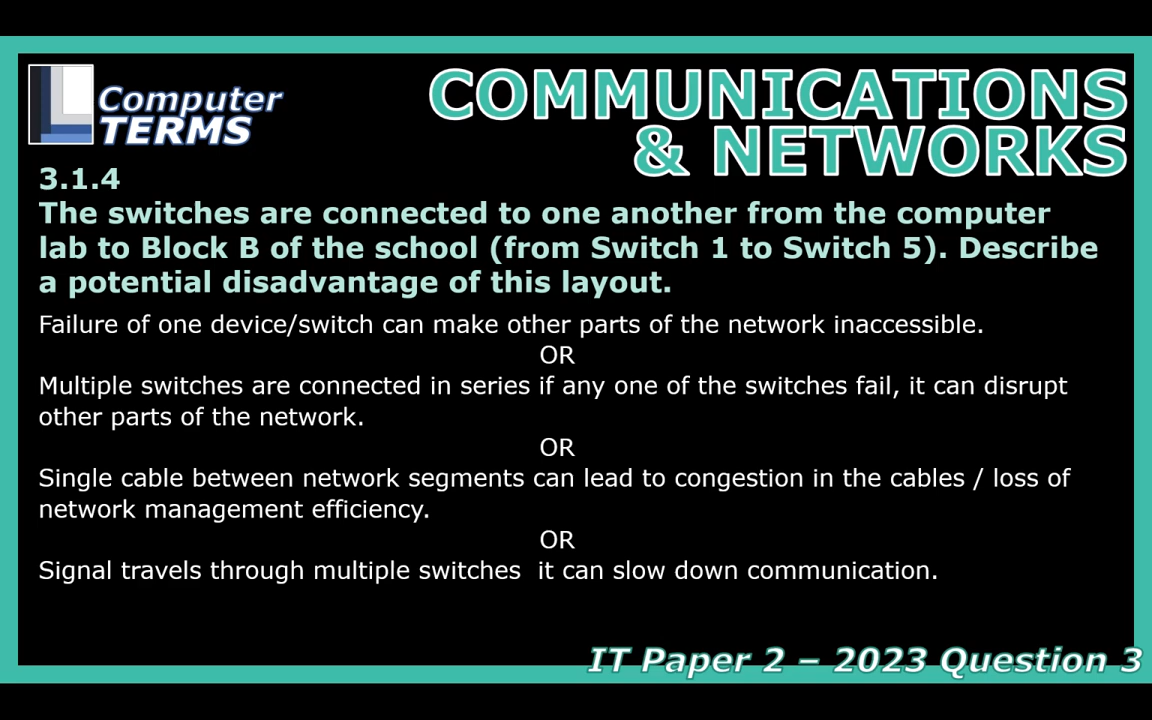 Computer
TERMS
COMMUNICATIONS
& NETWORKS
3.1.4
The switches are connected to one another from the computer
lab to Block B of the school (from Switch 1 to Switch 5). Describe
a potential disadvantage of this layout.
Failure of one device/switch can make other parts of the network inaccessible.
OR
Multiple switches are connected in series if any one of the switches fail, it can disrupt
other parts of the network.
OR
Single cable between network segments can lead to congestion in the cables / loss of
network management efficiency.
OR
Signal travels through multiple switches  it can slow down communication.
IT Paper 2 – 2023 Question 3